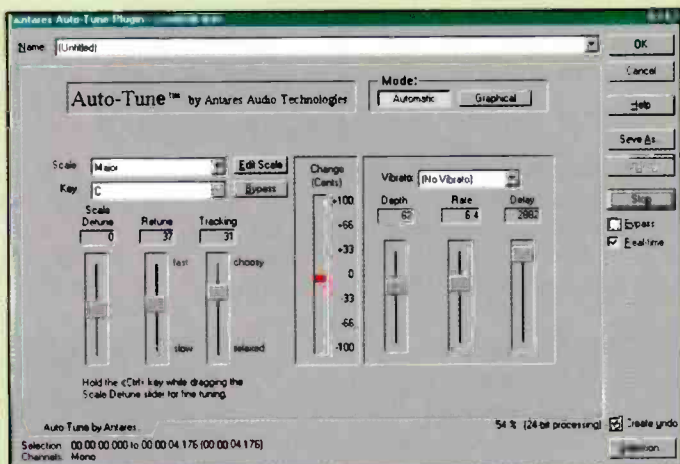 Antares Auto-Tune Plugin
Name: (Untitled)
OK
Cancel
Help
Save As...
Stop
Bypass
Real-time
Auto-Tune™ by Antares Audio Technologies
Mode:
Automatic Graphical
Scale Major Edit Scale
Key C Bypass
Scale Detune Retune Tracking
0 37 31
fast choosy
slow relaxed
Hold the <Ctrl> key while dragging the
Scale Detune slider for fine tuning.
Change
(Cents)
+100
+66
+33
0
-33
-66
-100
Vibrato: (No Vibrato)
Depth Rate Delay
62 6.4 2882
Auto Tune by Antares
54 % (24-bit processing)
Create undo
Selection: 00:00:00.000 to 00:00:04.176 (00:00:04.176)
Channels: Mono